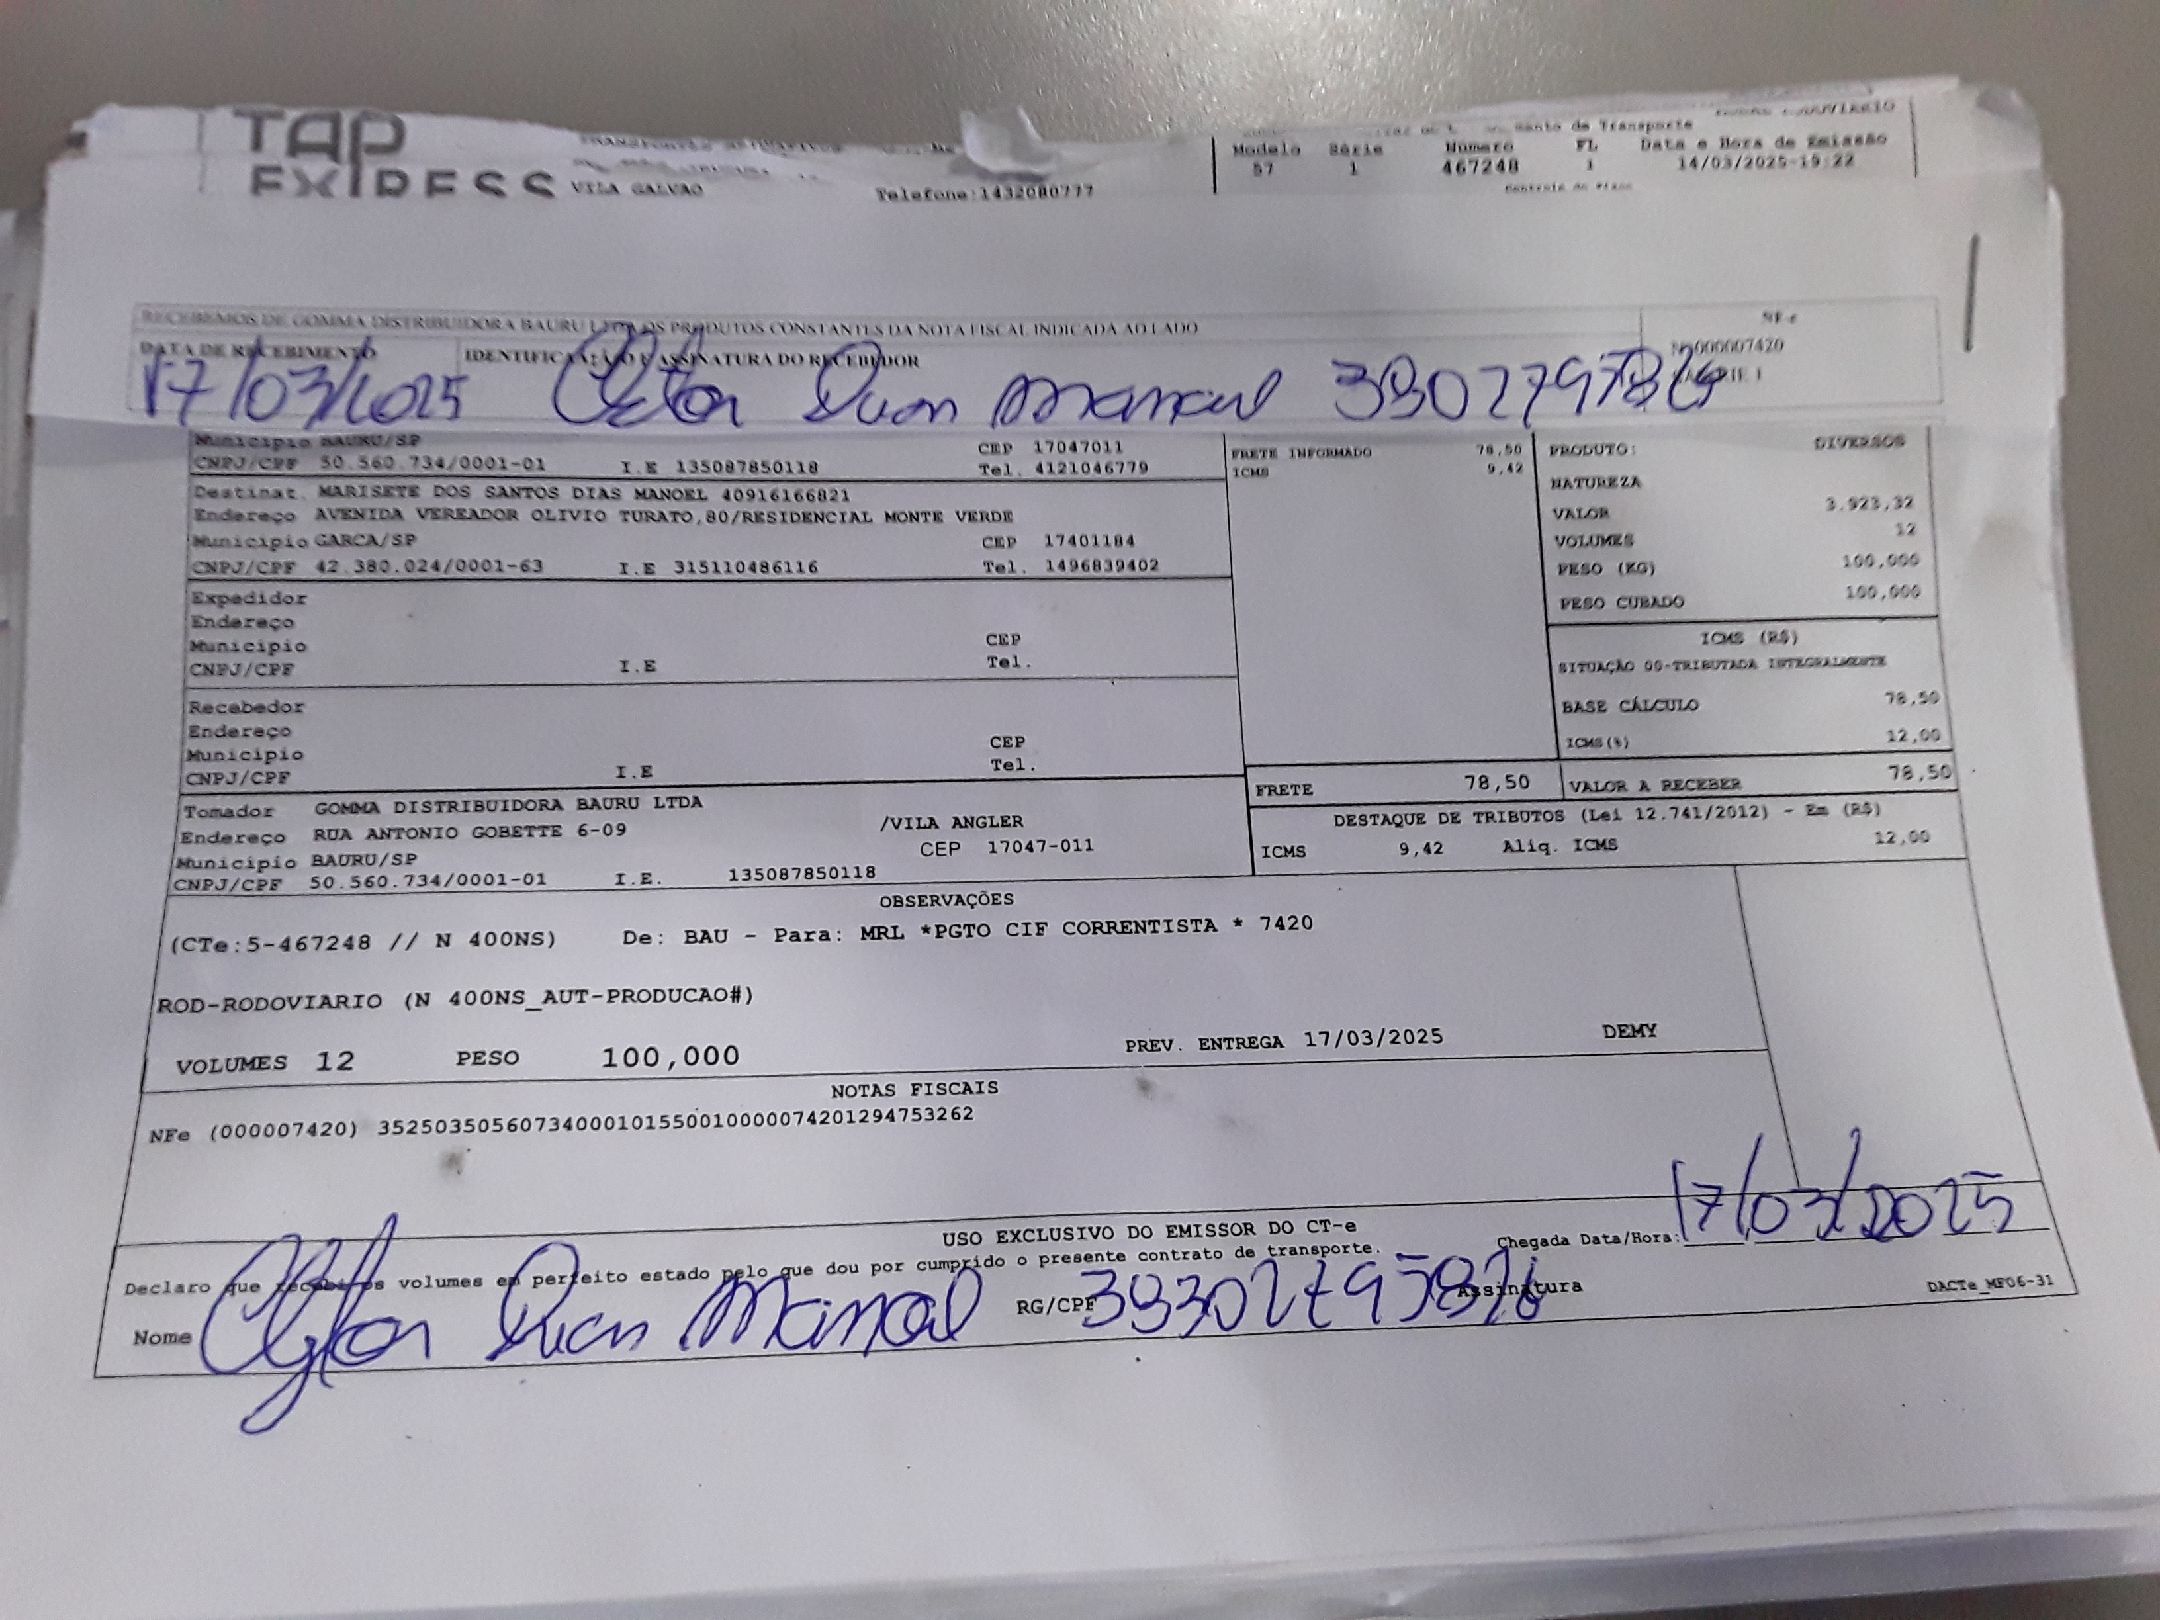 TAP
EXPRESS VILA GALVAO Telefone:1432080777
de Transporte
Modelo Série Numero FL Data e Hora de Emissão
57 1 467248 1 14/03/2025-19:22
RECEBEMOS DE GOMMA DISTRIBUIDORA BAURU LTDA OS PRODUTOS CONSTANTES DA NOTA FISCAL INDICADA AO LADO
NF-e
DATA DE RECEBIMENTO IDENTIFICAÇÃO E ASSINATURA DO RECEBEDOR
000007420
17/03/2025
Municipio BAURU/SP CEP 17047011
CNPJ/CPF 50.560.734/0001-01 I.E 135087850118 Tel. 4121046779
Destinat. MARISETE DOS SANTOS DIAS MANOEL 40916166821
Endereço AVENIDA VEREADOR OLIVIO TURATO,80/RESIDENCIAL MONTE VERDE
Municipio GARCA/SP CEP 17401184
CNPJ/CPF 42.380.024/0001-63 I.E 315110486116 Tel. 1496839402
Expedidor
Endereço
Municipio CEP
CNPJ/CPF I.E Tel.
Recebedor
Endereço
Municipio CEP
CNPJ/CPF I.E Tel.
Tomador GOMMA DISTRIBUIDORA BAURU LTDA
Endereço RUA ANTONIO GOBETTE 6-09 /VILA ANGLER
Municipio BAURU/SP CEP 17047-011
CNPJ/CPF 50.560.734/0001-01 I.E. 135087850118
FRETE INFORMADO 78,50
ICMS 9,42
PRODUTO: DIVERSOS
NATUREZA
VALOR 3.923,32
VOLUMES 12
PESO (KG) 100,000
PESO CUBADO 100,000
ICMS (R$)
SITUAÇÃO 00-TRIBUTADA INTEGRALMENTE
BASE CÁLCULO 78,50
ICMS(%) 12,00
FRETE 78,50 VALOR A RECEBER 78,50
DESTAQUE DE TRIBUTOS (Lei 12.741/2012) - Em (R$)
ICMS 9,42 Aliq. ICMS 12,00
OBSERVAÇÕES
(CTe:5-467248 // N 400NS) De: BAU - Para: MRL *PGTO CIF CORRENTISTA * 7420
ROD-RODOVIARIO (N 400NS_AUT-PRODUCAO#)
VOLUMES 12 PESO 100,000 PREV. ENTREGA 17/03/2025 DEMY
NOTAS FISCAIS
NFe (000007420) 35250350560734000101550010000074201294753262
USO EXCLUSIVO DO EMISSOR DO CT-e
Declaro que recebi os volumes em perfeito estado pelo que dou por cumprido o presente contrato de transporte. Chegada Data/Hora: 17/03/2025
Nome RG/CPF Assinatura DACTe_MF06-31